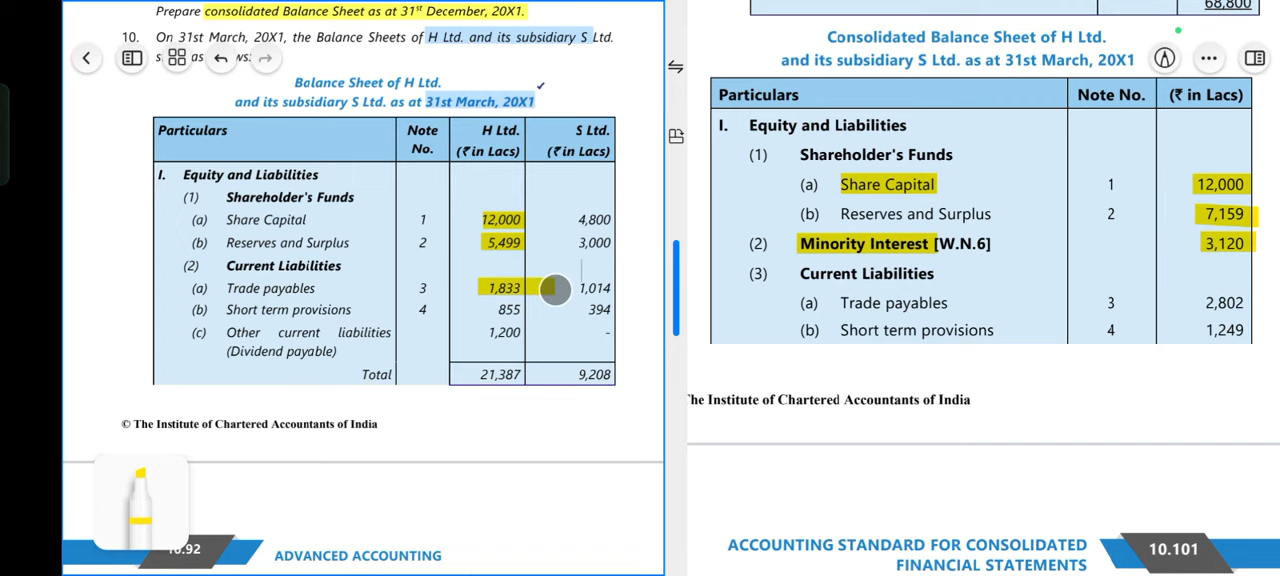 Prepare consolidated Balance Sheet as at 31st December, 20X1.
10. On 31st March, 20X1, the Balance Sheets of H Ltd. and its subsidiary S Ltd.
as ws:
Balance Sheet of H Ltd.
and its subsidiary S Ltd. as at 31st March, 20X1
Particulars Note No. H Ltd. (₹ in Lacs) S Ltd. (₹ in Lacs)
I. Equity and Liabilities
(1) Shareholder's Funds
(a) Share Capital 1 12,000 4,800
(b) Reserves and Surplus 2 5,499 3,000
(2) Current Liabilities
(a) Trade payables 3 1,833 1,014
(b) Short term provisions 4 855 394
(c) Other current liabilities 1,200 -
(Dividend payable)
Total 21,387 9,208
© The Institute of Chartered Accountants of India
10.92 ADVANCED ACCOUNTING
68,800
Consolidated Balance Sheet of H Ltd.
and its subsidiary S Ltd. as at 31st March, 20X1
Particulars Note No. (₹ in Lacs)
I. Equity and Liabilities
(1) Shareholder's Funds
(a) Share Capital 1 12,000
(b) Reserves and Surplus 2 7,159
(2) Minority Interest [W.N.6] 3,120
(3) Current Liabilities
(a) Trade payables 3 2,802
(b) Short term provisions 4 1,249
The Institute of Chartered Accountants of India
ACCOUNTING STANDARD FOR CONSOLIDATED
FINANCIAL STATEMENTS
10.101